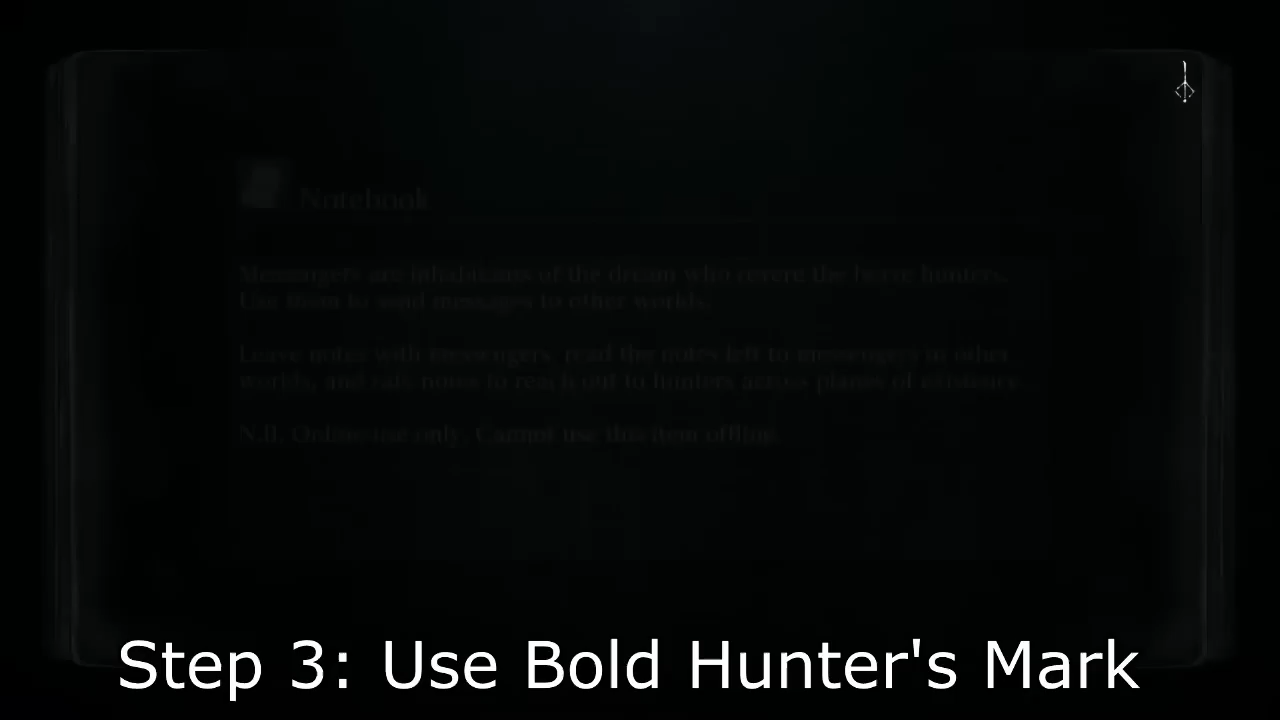 Notebook
Messengers are inhabitants of the dream who revere the brave hunters.
Use them to send messages to other worlds.
Leave notes with messengers, read the notes left to messengers in other
worlds, and rate notes to reach out to hunters across planes of existence.
N.B. Online use only. Cannot use this item offline.
Step 3: Use Bold Hunter's Mark